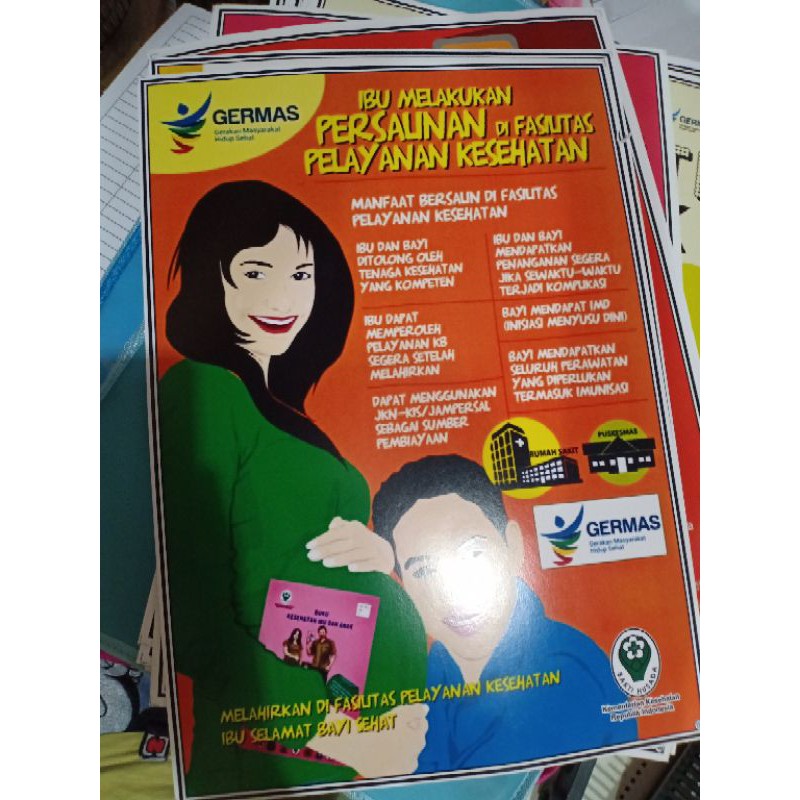 GERMAS
Gerakan Masyarakat
Hidup Sehat
IBU MELAKUKAN
PERSALINAN DI FASILITAS
PELAYANAN KESEHATAN
MANFAAT BERSALIN DI FASILITAS
PELAYANAN KESEHATAN
IBU DAN BAYI
DITOLONG OLEH
TENAGA KESEHATAN
YANG KOMPETEN
IBU DAPAT
MEMPEROLEH
PELAYANAN KB
SEGERA SETELAH
MELAHIRKAN
DAPAT MENGGUNAKAN
JKN-KIS/JAMPERSAL
SEBAGAI SUMBER
PEMBIAYAAN
IBU DAN BAYI
MENDAPATKAN
PENANGANAN SEGERA
JIKA SEWAKTU-WAKTU
TERJADI KOMPLIKASI
BAYI MENDAPAT IMD
(INISIASI MENYUSU DINI)
BAYI MENDAPATKAN
SELURUH PERAWATAN
YANG DIPERLUKAN
TERMASUK IMUNISASI
RUMAH SAKIT
PUSKESMAS
GERMAS
Gerakan Masyarakat
Hidup Sehat
BUKU
KESEHATAN IBU DAN ANAK
MELAHIRKAN DI FASILITAS PELAYANAN KESEHATAN
IBU SELAMAT BAYI SEHAT
BAKTI HUSADA
Kementerian Kesehatan
Republik Indonesia